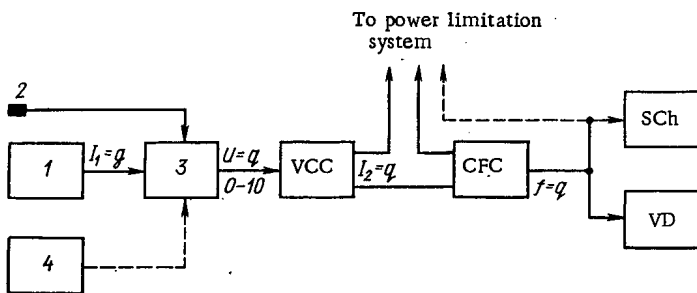 To power limitation
system
2
SCh
I₁=g
U=q
1
3
VCC
I₂=q
CFC
0-10
f=q
VD
4